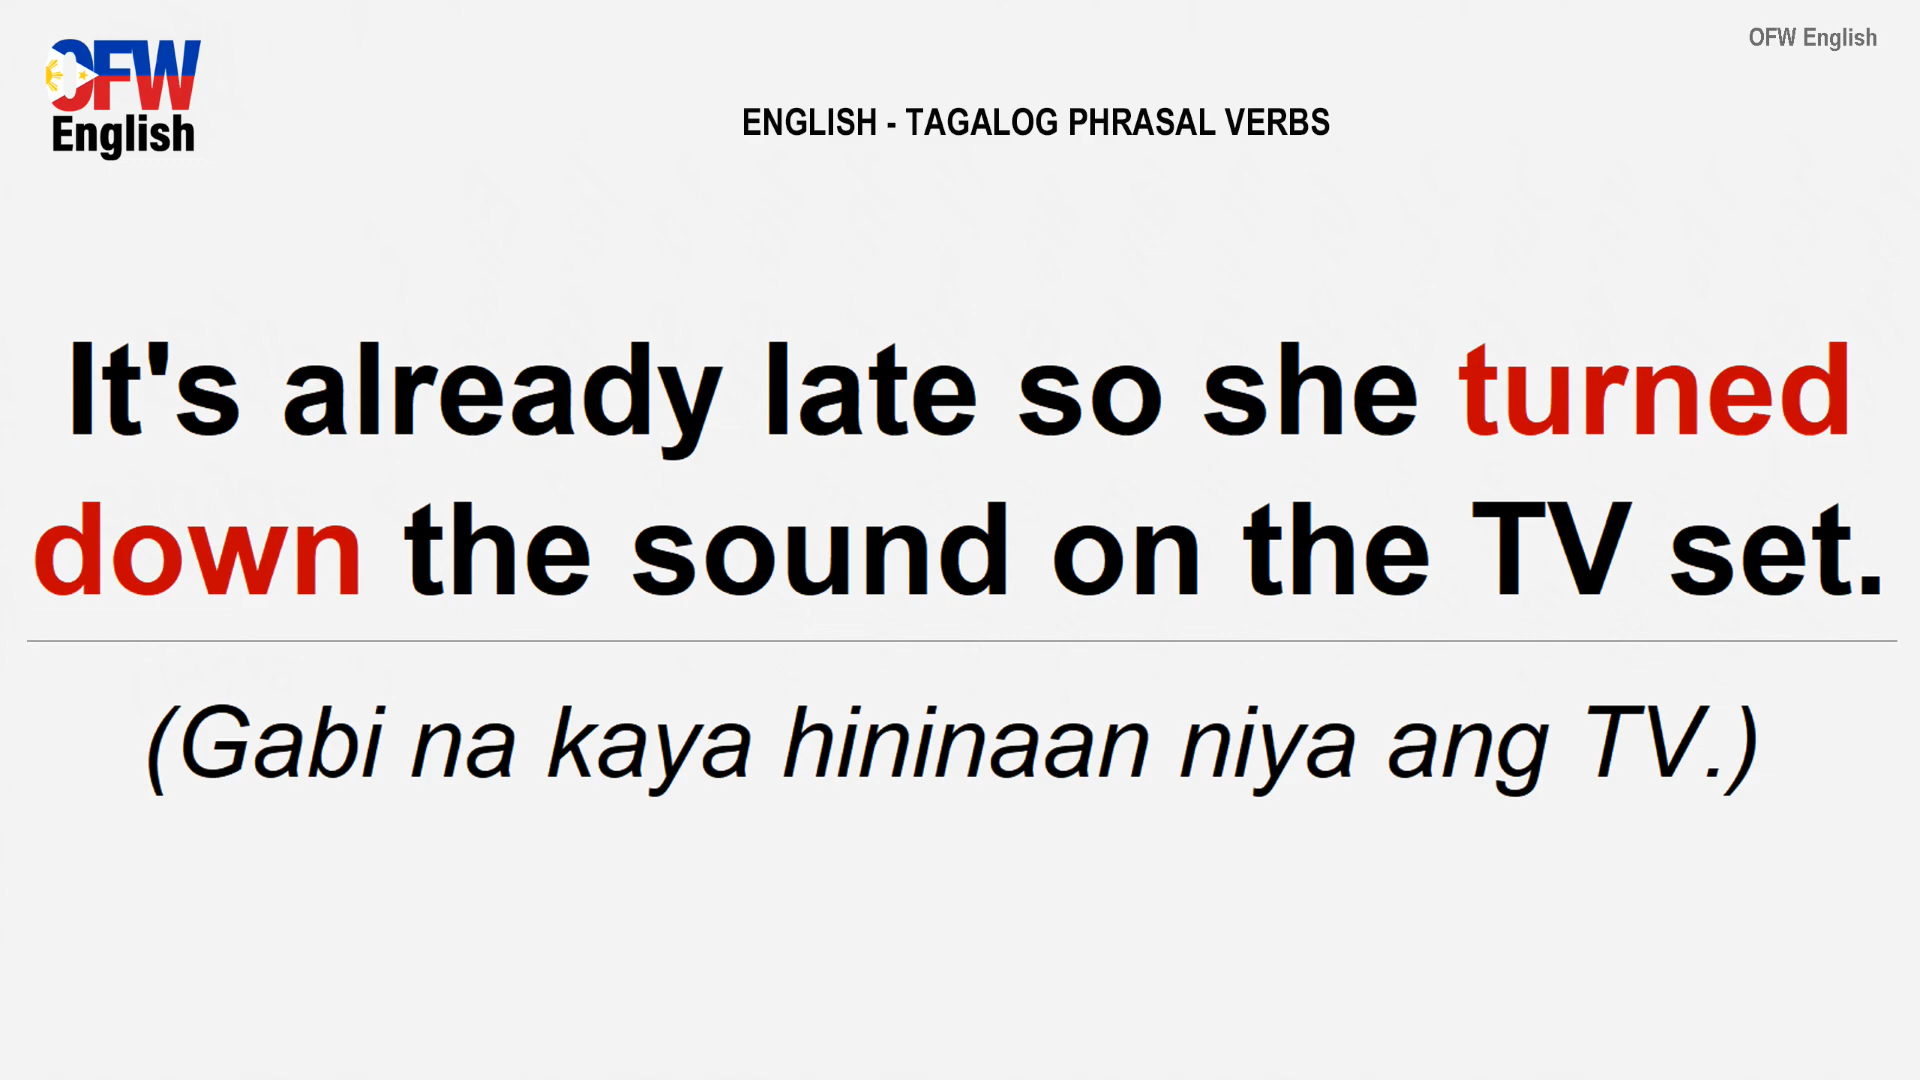 OFW English
OFW
English
ENGLISH - TAGALOG PHRASAL VERBS
It's already late so she turned
down the sound on the TV set.
(Gabi na kaya hininaan niya ang TV.)